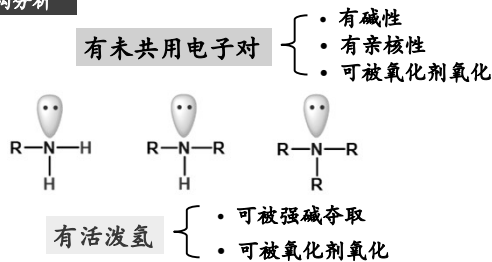 构分析
有未共用电子对
• 有碱性
• 有亲核性
• 可被氧化剂氧化
R—N—H
H
R—N—R
H
R—N—R
R
有活泼氢
• 可被强碱夺取
• 可被氧化剂氧化